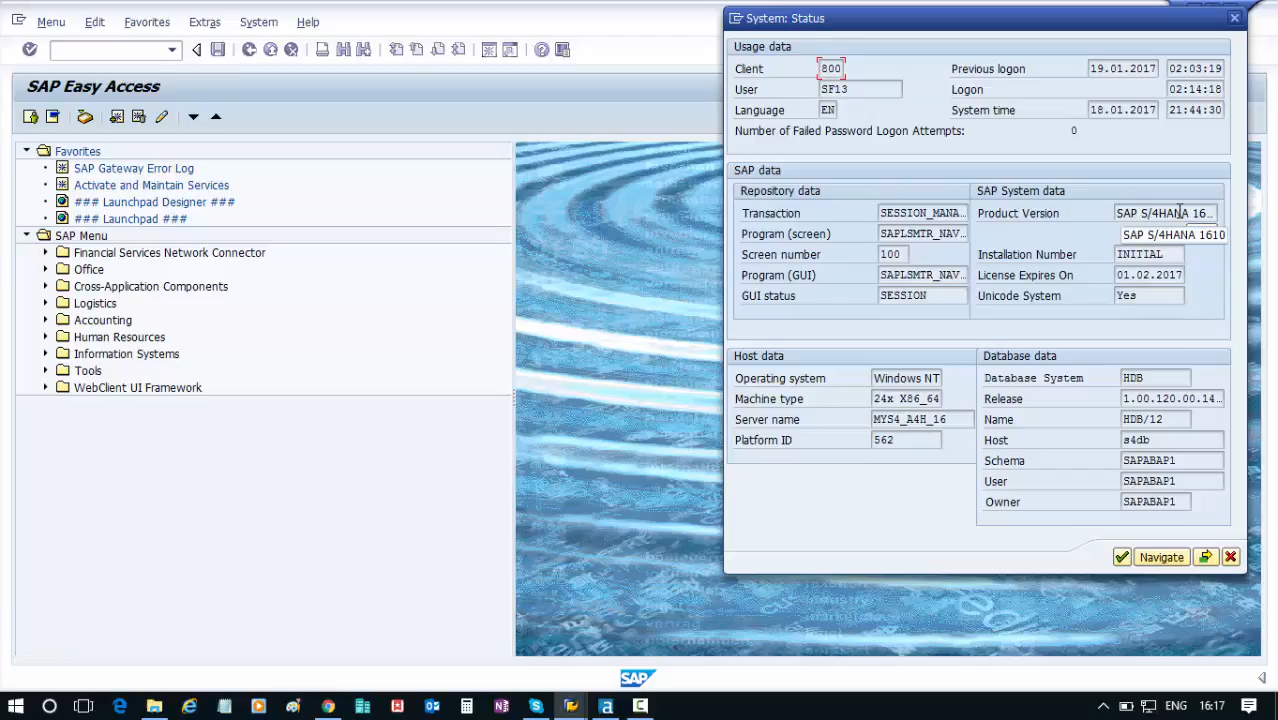 Menu Edit Favorites Extras System Help
SAP Easy Access
Favorites
SAP Gateway Error Log
Activate and Maintain Services
### Launchpad Designer ###
### Launchpad ###
SAP Menu
Financial Services Network Connector
Office
Cross-Application Components
Logistics
Accounting
Human Resources
Information Systems
Tools
WebClient UI Framework
System: Status
Usage data
Client 800 Previous logon 19.01.2017 02:03:19
User SF13 Logon 02:14:18
Language EN System time 18.01.2017 21:44:30
Number of Failed Password Logon Attempts: 0
SAP data
Repository data
Transaction SESSION_MANA...
Program (screen) SAPLSMTR_NAV...
Screen number 100
Program (GUI) SAPLSMTR_NAV...
GUI status SESSION
SAP System data
Product Version SAP S/4HANA 16...
SAP S/4HANA 1610
Installation Number INITIAL
License Expires On 01.02.2017
Unicode System Yes
Host data
Operating system Windows NT
Machine type 24x X86_64
Server name MYS4_A4H_16
Platform ID 562
Database data
Database System HDB
Release 1.00.120.00.14...
Name HDB/12
Host s4db
Schema SAPABAP1
User SAPABAP1
Owner SAPABAP1
Navigate
SAP
ENG 16:17